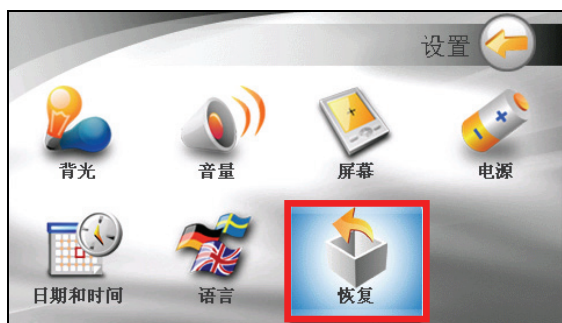 设置
背光 音量 屏幕 电源
日期和时间 语言 恢复